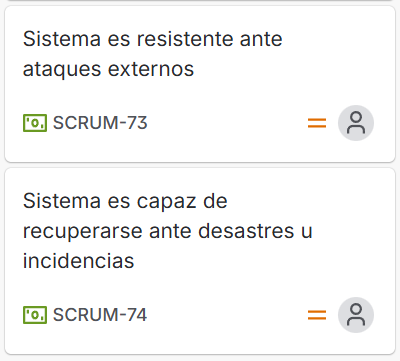 Sistema es resistente ante
ataques externos
SCRUM-73
Sistema es capaz de
recuperarse ante desastres u
incidencias
SCRUM-74